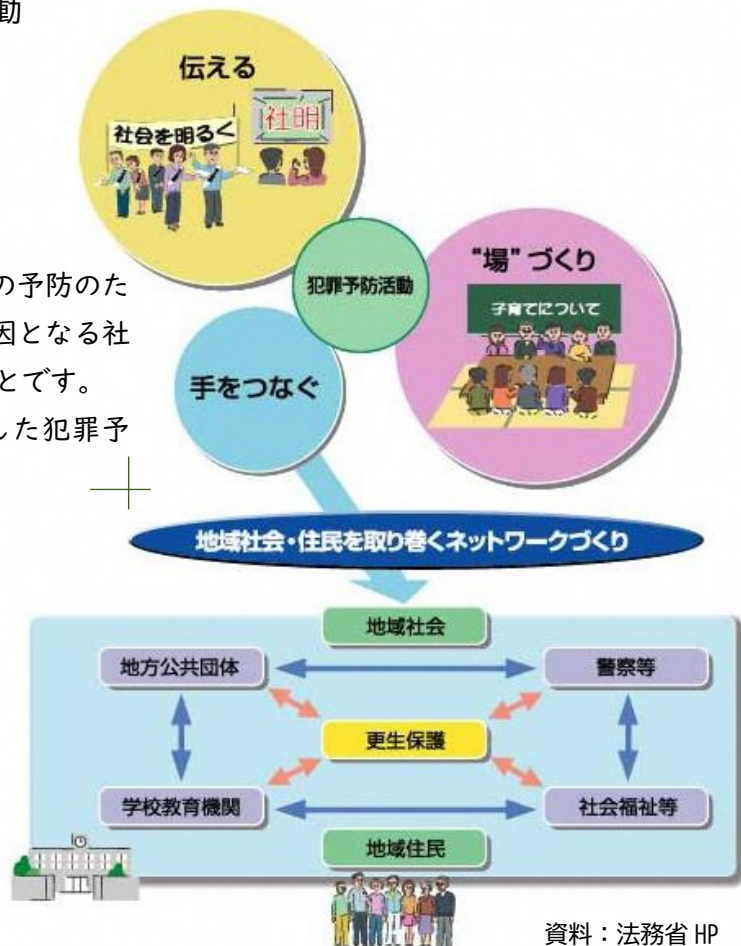 動
伝える
社会を明るく
社明
犯罪予防活動
"場"づくり
子育てについて
の予防のた
因となる社
とです。
した犯罪予
手をつなぐ
地域社会・住民を取り巻くネットワークづくり
地域社会
地方公共団体
警察等
更生保護
学校教育機関
社会福祉等
地域住民
資料：法務省 HP